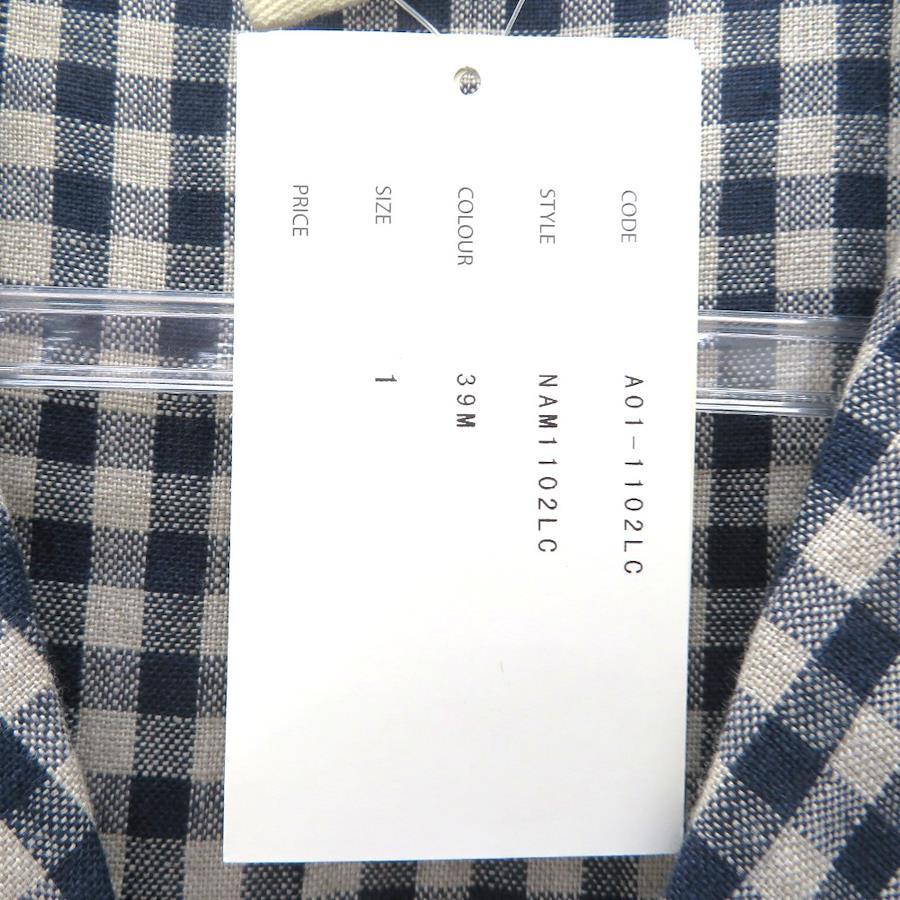 CODE A01-1102LC
STYLE NAM1102LC
COLOUR 39M
SIZE 1
PRICE